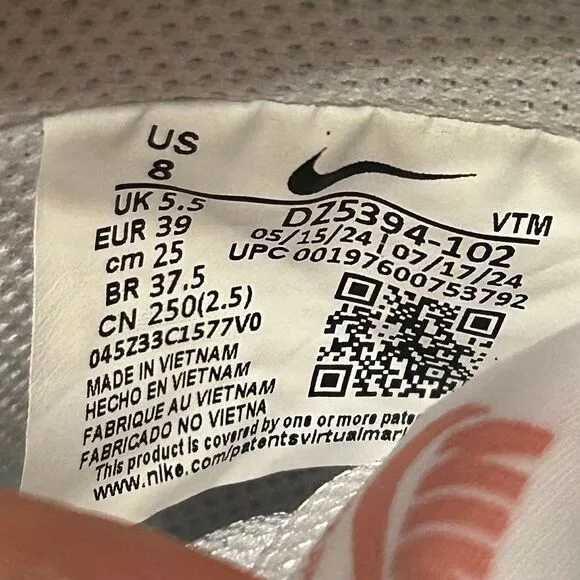 US
8
UK 5.5
EUR 39
cm 25
BR 37.5
CN 250(2.5)
045Z33C1577V0
DZ5394-102
VTM
05/15/24 | 07/17/24
UPC 00197600753792
MADE IN VIETNAM
HECHO EN VIETNAM
FABRIQUE AU VIETNAM
FABRICADO NO VIETNA
This product is covered by one or more
www.nike.com/patentsvirtualmar